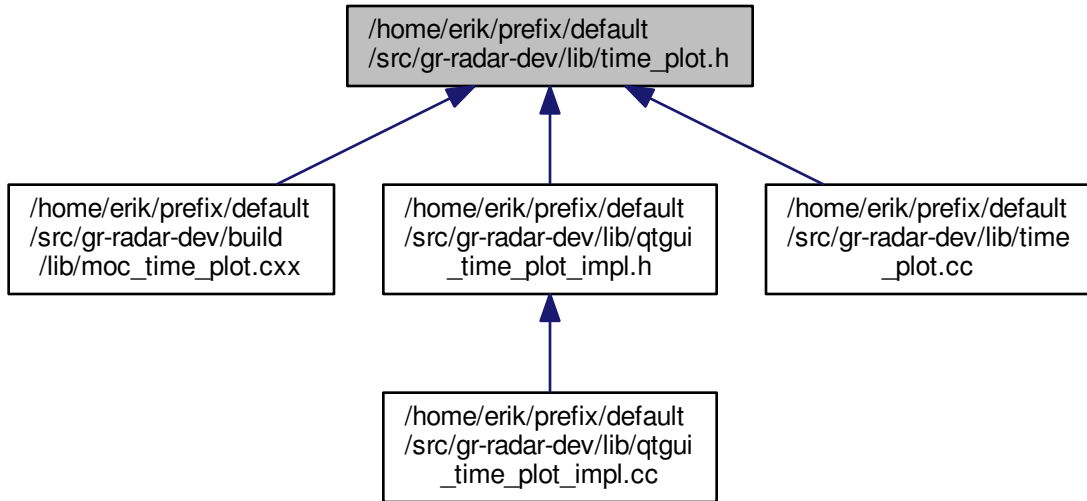 /home/erik/prefix/default
/src/gr-radar-dev/lib/time_plot.h
/home/erik/prefix/default
/src/gr-radar-dev/build
/lib/moc_time_plot.cxx
/home/erik/prefix/default
/src/gr-radar-dev/lib/qtgui
_time_plot_impl.h
/home/erik/prefix/default
/src/gr-radar-dev/lib/time
_plot.cc
/home/erik/prefix/default
/src/gr-radar-dev/lib/qtgui
_time_plot_impl.cc